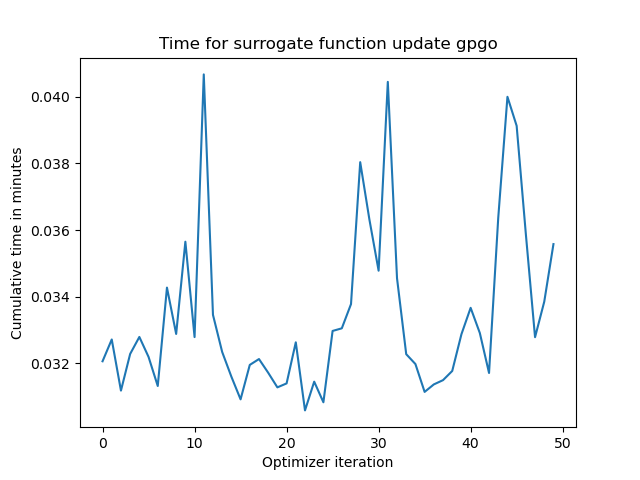 Time for surrogate function update gpgo
0.040
0.038
0.036
0.034
0.032
Cumulative time in minutes
0 10 20 30 40 50
Optimizer iteration